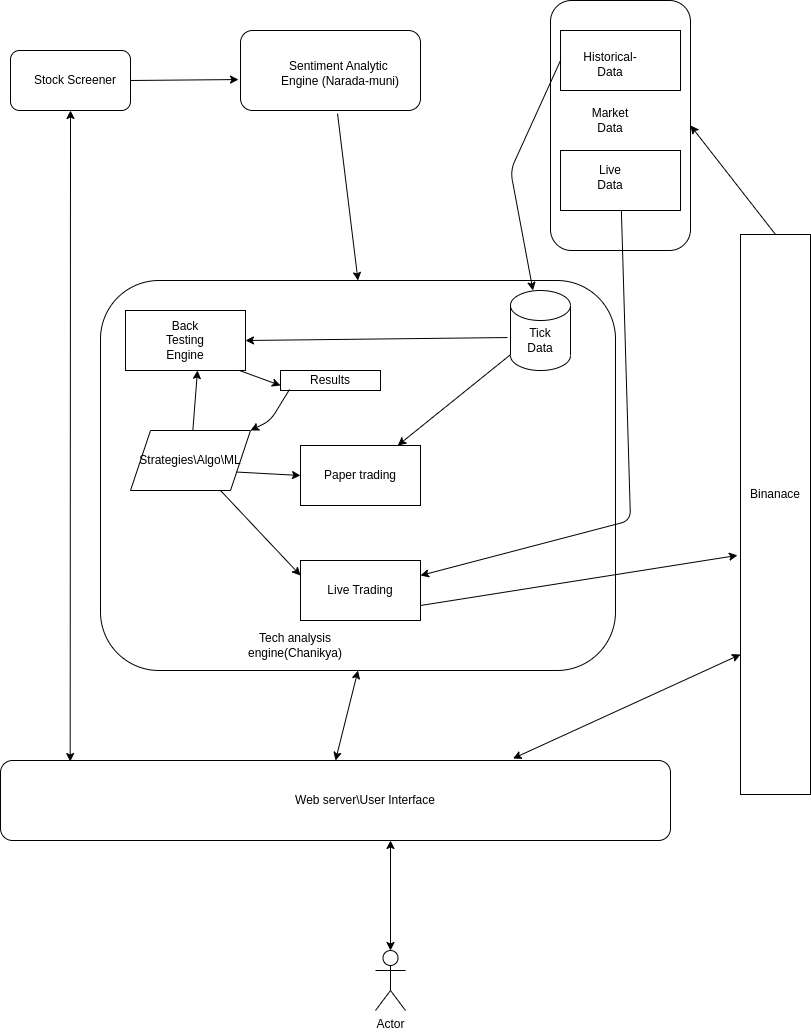 Stock Screener
Sentiment Analytic
Engine (Narada-muni)
Historical-
Data
Market
Data
Live
Data
Back
Testing
Engine
Tick
Data
Results
Strategies\Algo\ML
Paper trading
Binanace
Live Trading
Tech analysis
engine(Chanikya)
Web server\User Interface
Actor